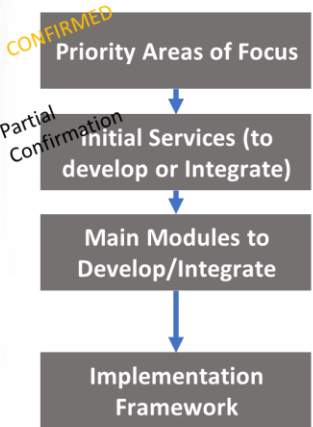 CONFIRMED
Priority Areas of Focus
Partial
Confirmation
Initial Services (to
develop or Integrate)
Main Modules to
Develop/Integrate
Implementation
Framework